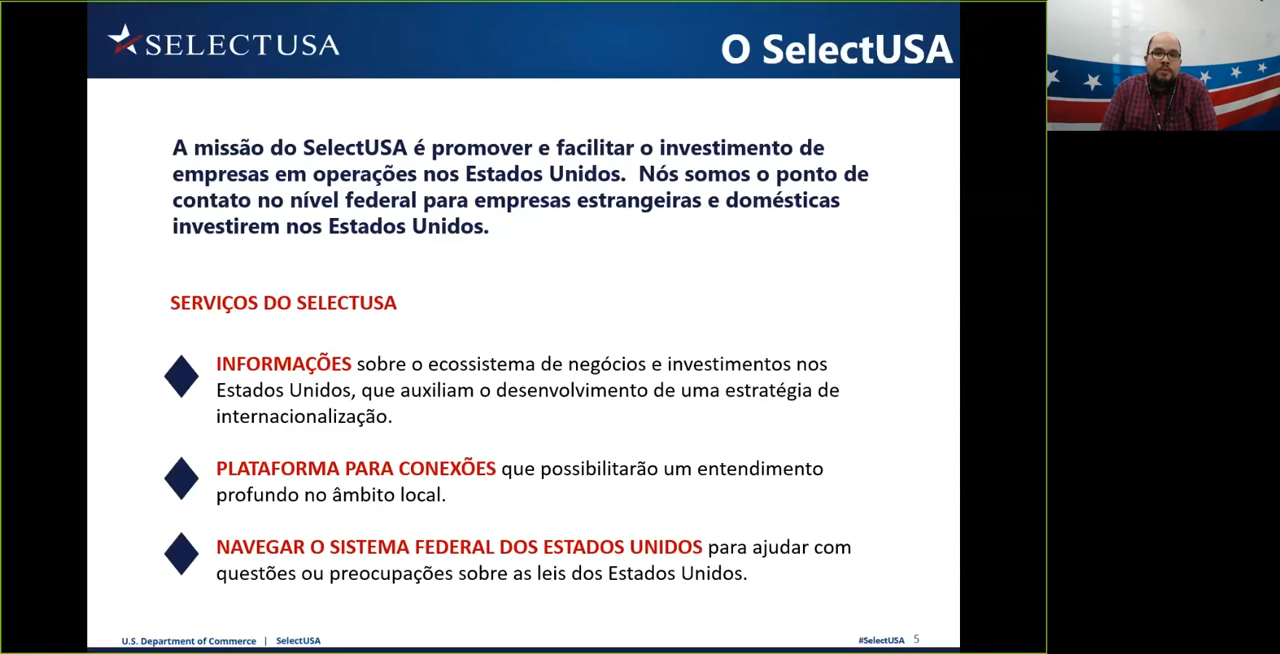 SELECTUSA
O SelectUSA
A missão do SelectUSA é promover e facilitar o investimento de
empresas em operações nos Estados Unidos.  Nós somos o ponto de
contato no nível federal para empresas estrangeiras e domésticas
investirem nos Estados Unidos.
SERVIÇOS DO SELECTUSA
INFORMAÇÕES sobre o ecossistema de negócios e investimentos nos
Estados Unidos, que auxiliam o desenvolvimento de uma estratégia de
internacionalização.
PLATAFORMA PARA CONEXÕES que possibilitarão um entendimento
profundo no âmbito local.
NAVEGAR O SISTEMA FEDERAL DOS ESTADOS UNIDOS para ajudar com
questões ou preocupações sobre as leis dos Estados Unidos.
U.S. Department of Commerce | SelectUSA
#SelectUSA 5